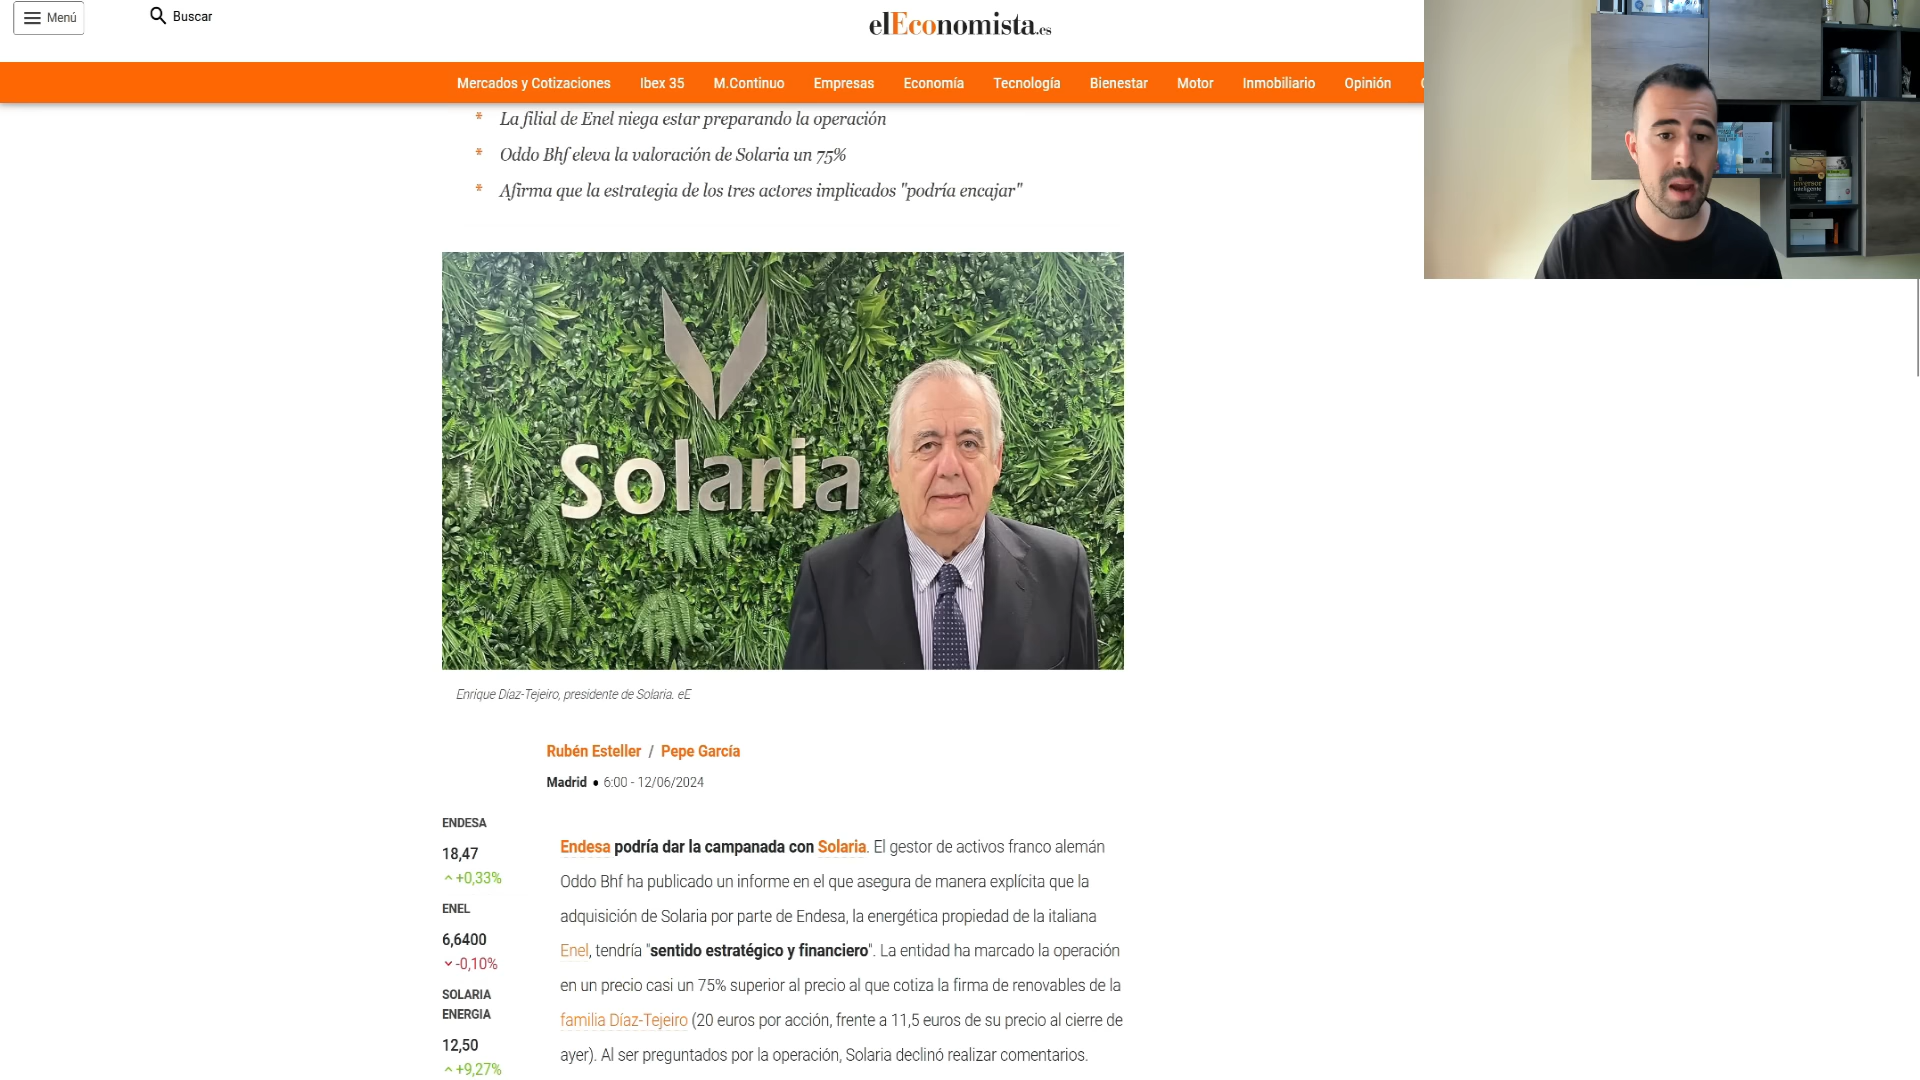 Menú
Buscar
elEconomista.es
Mercados y Cotizaciones Ibex 35 M.Continuo Empresas Economía Tecnología Bienestar Motor Inmobiliario Opinión
* La filial de Enel niega estar preparando la operación
* Oddo Bhf eleva la valoración de Solaria un 75%
* Afirma que la estrategia de los tres actores implicados "podría encajar"
Solaria
Enrique Díaz-Tejeiro, presidente de Solaria. eE
Rubén Esteller / Pepe García
Madrid • 6:00 - 12/06/2024
ENDESA
18,47
+0,33%
ENEL
6,6400
-0,10%
SOLARIA
ENERGIA
12,50
+9,27%
Endesa podría dar la campanada con Solaria. El gestor de activos franco alemán
Oddo Bhf ha publicado un informe en el que asegura de manera explícita que la
adquisición de Solaria por parte de Endesa, la energética propiedad de la italiana
Enel, tendría "sentido estratégico y financiero". La entidad ha marcado la operación
en un precio casi un 75% superior al precio al que cotiza la firma de renovables de la
familia Díaz-Tejeiro (20 euros por acción, frente a 11,5 euros de su precio al cierre de
ayer). Al ser preguntados por la operación, Solaria declinó realizar comentarios.
inversor
inteligente